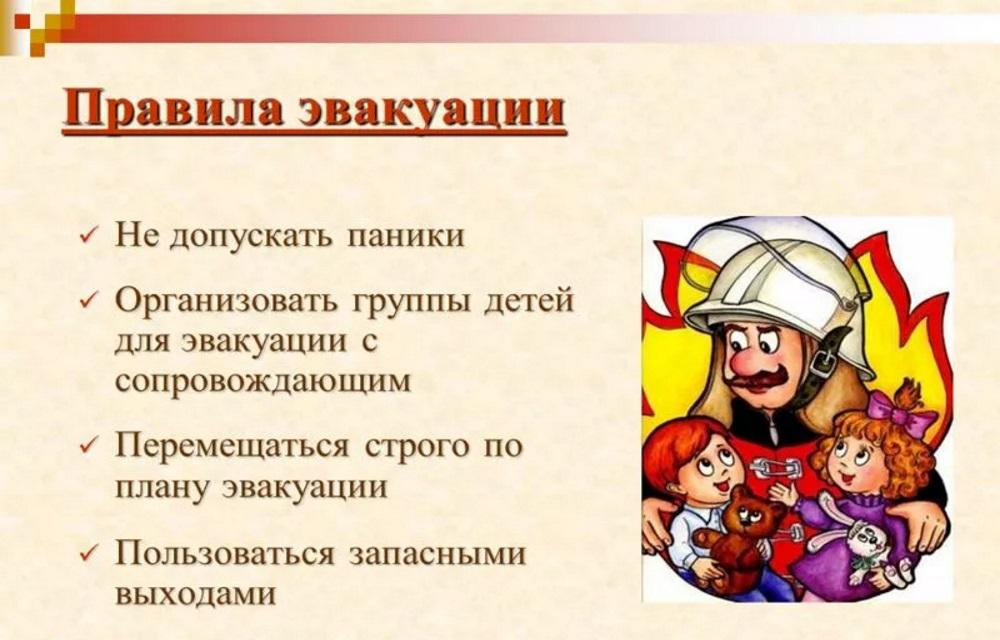 Правила эвакуации
Не допускать паники
Организовать группы детей
для эвакуации с
сопровождающим
Перемещаться строго по
плану эвакуации
Пользоваться запасными
выходами